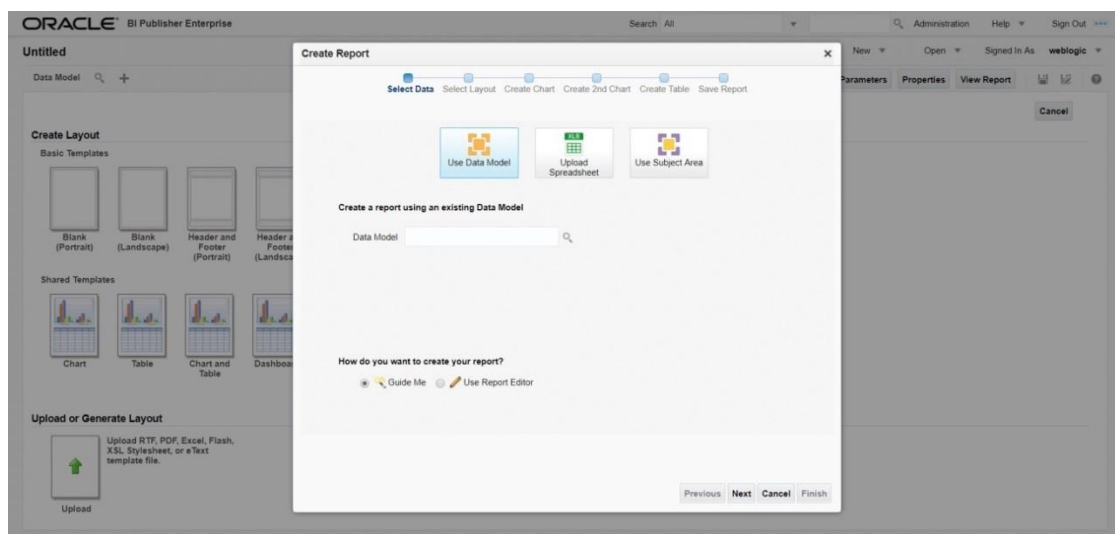 ORACLE BI Publisher Enterprise Search All Administration Help Sign Out
Untitled New Open Signed In As weblogic
Data Model Parameters Properties View Report
Cancel
Create Layout
Basic Templates
Blank (Portrait)
Blank (Landscape)
Header and Footer (Portrait)
Header a Foote (Landsca
Shared Templates
Chart
Table
Chart and Table
Dashboa
Upload or Generate Layout
Upload RTF, PDF, Excel, Flash,
XSL Stylesheet, or eText
template file.
Upload
Create Report
Select Data Select Layout Create Chart Create 2nd Chart Create Table Save Report
Use Data Model
XLS
Upload
Spreadsheet
Use Subject Area
Create a report using an existing Data Model
Data Model
How do you want to create your report?
Guide Me Use Report Editor
Previous Next Cancel Finish